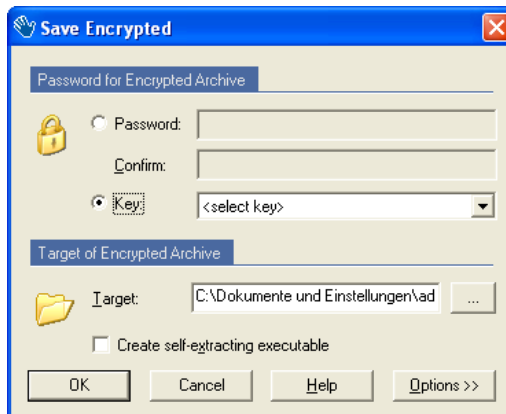 Save Encrypted
Password for Encrypted Archive
Password:
Confirm:
Key:
<select key>
Target of Encrypted Archive
Target:
C:\Dokumente und Einstellungen\ad
...
Create self-extracting executable
OK
Cancel
Help
Options >>